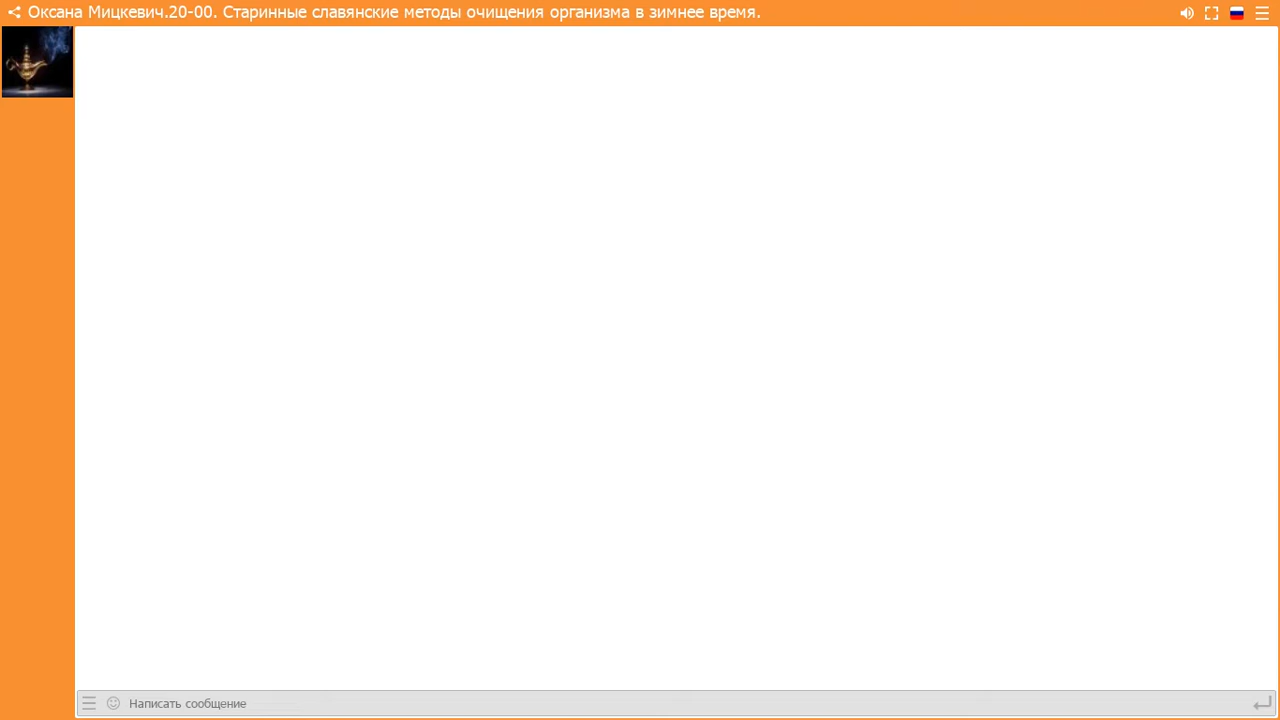 Оксана Мицкевич.20-00. Старинные славянские методы очищения организма в зимнее время.
Написать сообщение